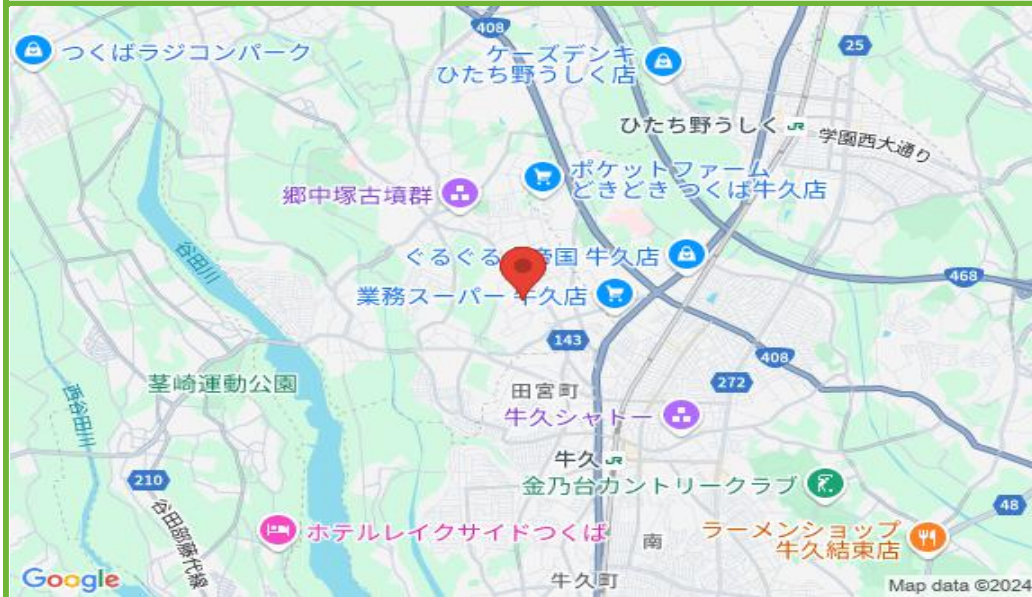 408
つくばラジコンパーク
ケーズデンキ
ひたち野うしく店
25
ひたち野うしく JR
学園西大通り
ポケットファーム
どきどき つくば牛久店
郷中塚古墳群
谷田川
ぐるぐる 帝国 牛久店
468
業務スーパー 牛久店
143
408
茎崎運動公園
272
田宮町
西谷田川
牛久シャトー
牛久 JR
210
金乃台カントリークラブ
48
谷田部藤代線
ホテルレイクサイドつくば
南
ラーメンショップ
牛久結束店
牛久町
Google
Map data ©2024